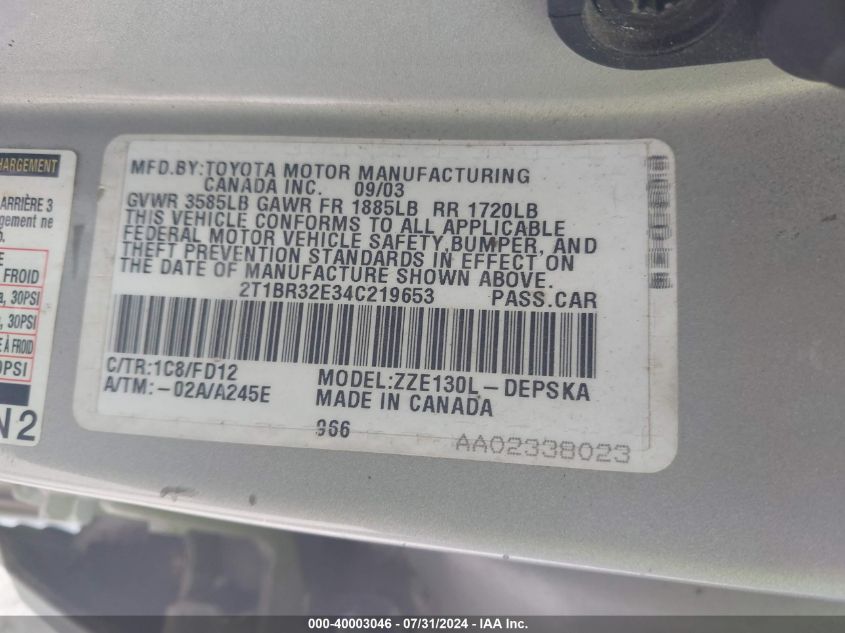 HARGEMENT
ARRIÈRE 3
gement ne
FROID
30PSI
30PSI
À FROID
0PSI
N2
MFD.BY:TOYOTA MOTOR MANUFACTURING
CANADA INC. 09/03
GVWR 3585LB GAWR FR 1885LB RR 1720LB
THIS VEHICLE CONFORMS TO ALL APPLICABLE
FEDERAL MOTOR VEHICLE SAFETY,BUMPER, AND
THEFT PREVENTION STANDARDS IN EFFECT ON
THE DATE OF MANUFACTURE SHOWN ABOVE.
2T1BR32E34C219653 PASS.CAR
C/TR:1C8/FD12
A/TM:-02A/A245E
MODEL:ZZE130L-DEPSKA
MADE IN CANADA
966
AA02338023
000-40003046 - 07/31/2024 - IAA Inc.